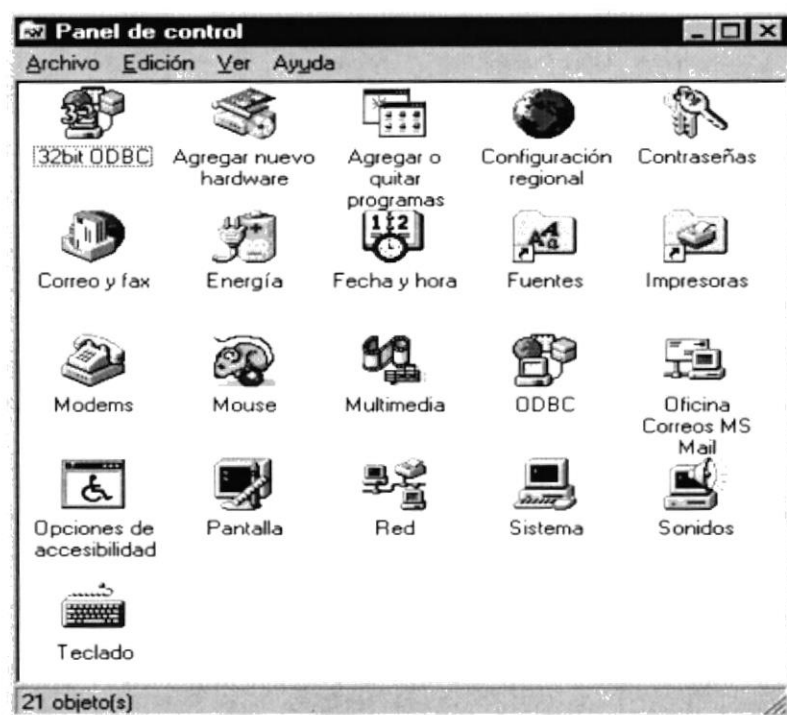 Panel de control
Archivo Edición Ver Ayuda
32bit ODBC
Agregar nuevo
hardware
Agregar o
quitar
programas
Configuración
regional
Contraseñas
Correo y fax
Energía
Fecha y hora
Fuentes
Impresoras
Modems
Mouse
Multimedia
ODBC
Oficina
Correos MS
Mail
Opciones de
accesibilidad
Pantalla
Red
Sistema
Sonidos
Teclado
21 objeto(s)